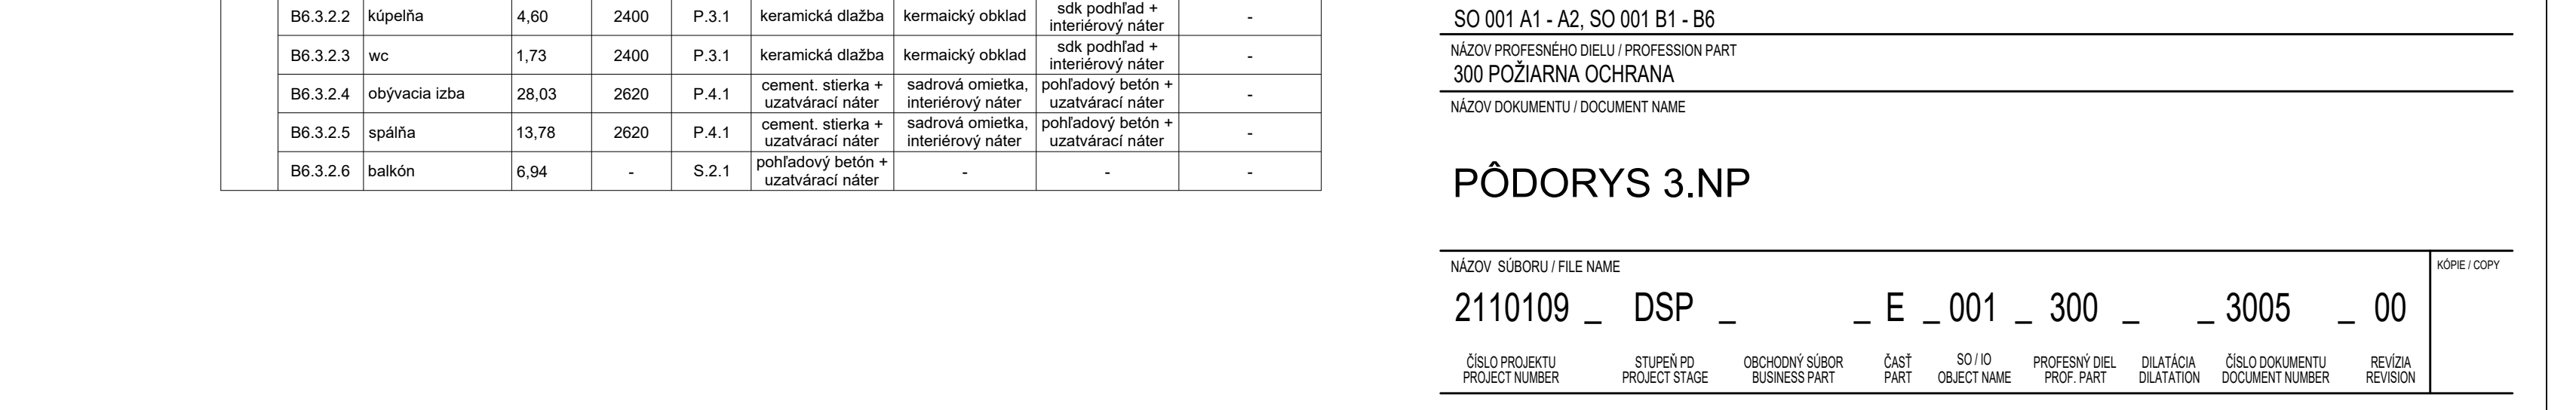 B6.3.2.2 kúpelňa 4,60 2400 P.3.1 keramická dlažba kermaický obklad sdk podhľad + interiérový náter -
B6.3.2.3 wc 1,73 2400 P.3.1 keramická dlažba kermaický obklad sdk podhľad + interiérový náter -
B6.3.2.4 obývacia izba 28,03 2620 P.4.1 cement. stierka + uzatvárací náter sadrová omietka, interiérový náter pohľadový betón + uzatvárací náter -
B6.3.2.5 spálňa 13,78 2620 P.4.1 cement. stierka + uzatvárací náter sadrová omietka, interiérový náter pohľadový betón + uzatvárací náter -
B6.3.2.6 balkón 6,94 - S.2.1 pohľadový betón + uzatvárací náter - - -
SO 001 A1 - A2, SO 001 B1 - B6
NÁZOV PROFESNÉHO DIELU / PROFESSION PART
300 POŽIARNA OCHRANA
NÁZOV DOKUMENTU / DOCUMENT NAME
PÔDORYS 3.NP
NÁZOV SÚBORU / FILE NAME
KÓPIE / COPY
2110109 _ DSP _ _ E _ 001 _ 300 _ _ 3005 _ 00
ČÍSLO PROJEKTU STUPEŇ PD OBCHODNÝ SÚBOR ČASŤ SO / IO PROFESNÝ DIEL DILATÁCIA ČÍSLO DOKUMENTU REVÍZIA
PROJECT NUMBER PROJECT STAGE BUSINESS PART PART OBJECT NAME PROF. PART DILATATION DOCUMENT NUMBER REVISION